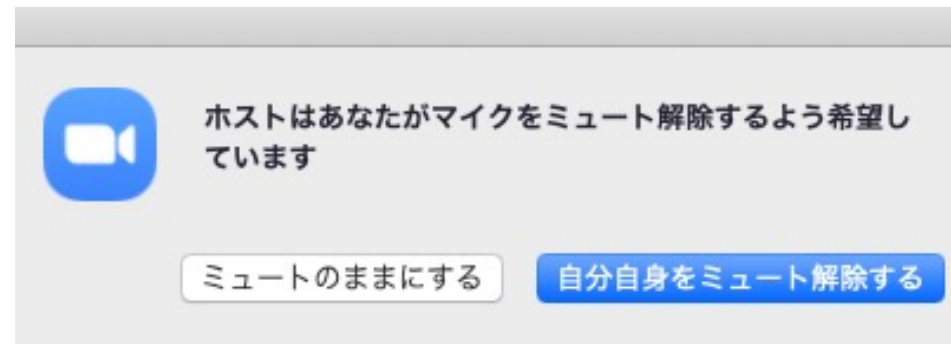 ホストはあなたがマイクをミュート解除するよう希望し
ています
ミュートのままにする
自分自身をミュート解除する